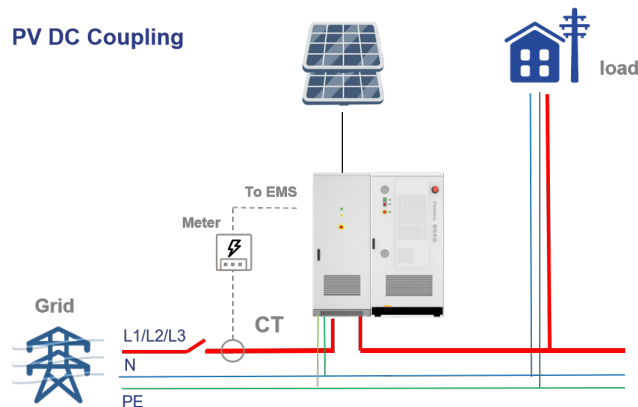 PV DC Coupling
load
To EMS
Meter
Grid
CT
L1/L2/L3
N
PE